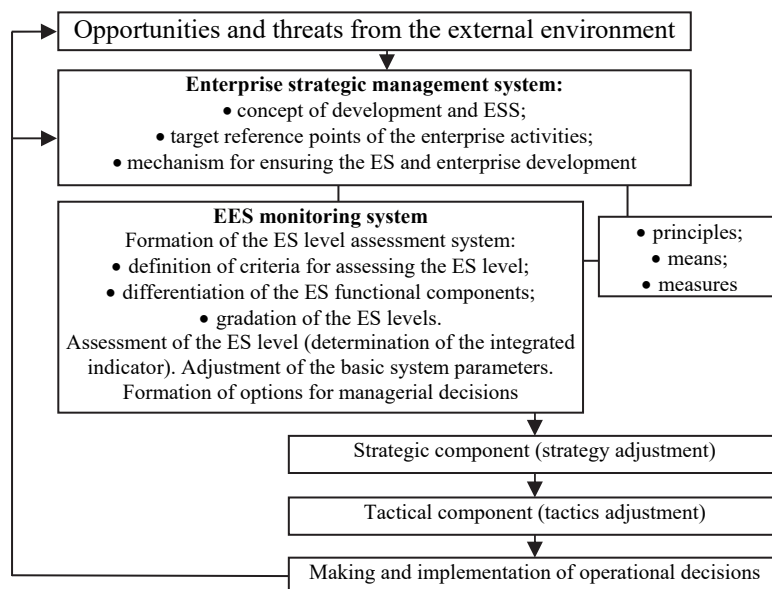 Opportunities and threats from the external environment
Enterprise strategic management system:
• concept of development and ESS;
• target reference points of the enterprise activities;
• mechanism for ensuring the ES and enterprise development
EES monitoring system
Formation of the ES level assessment system:
• definition of criteria for assessing the ES level;
• differentiation of the ES functional components;
• gradation of the ES levels.
Assessment of the ES level (determination of the integrated
indicator). Adjustment of the basic system parameters.
Formation of options for managerial decisions
• principles;
• means;
• measures
Strategic component (strategy adjustment)
Tactical component (tactics adjustment)
Making and implementation of operational decisions